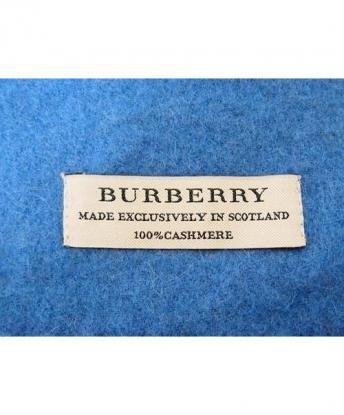 BURBERRY
MADE EXCLUSIVELY IN SCOTLAND
100%CASHMERE